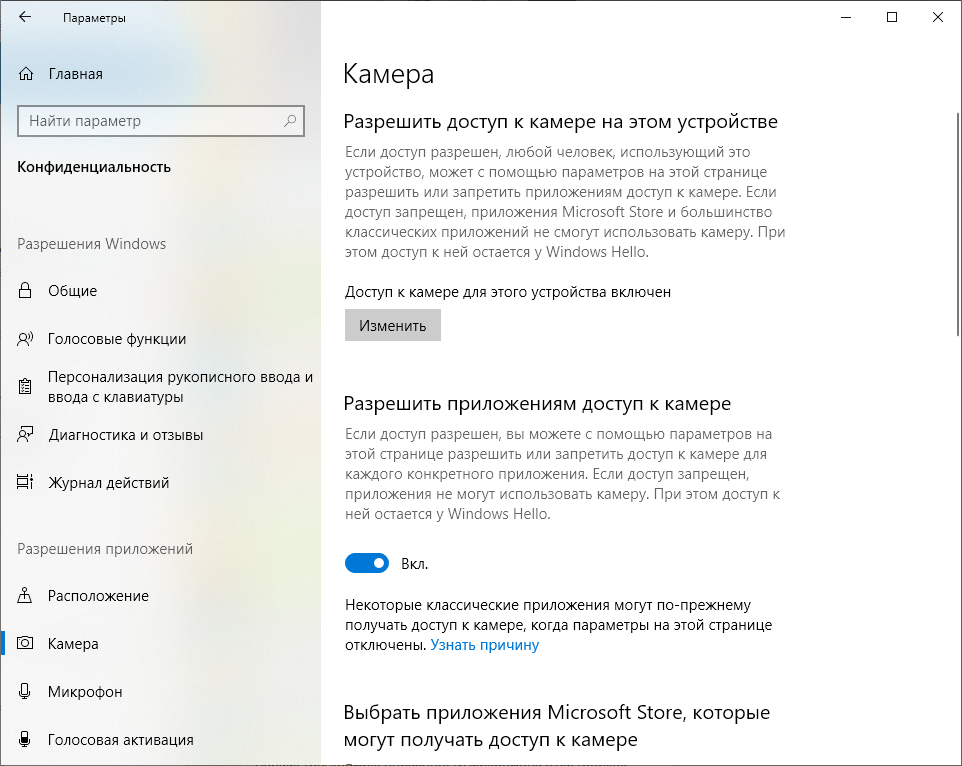 Параметры
Главная
Найти параметр
Конфиденциальность
Разрешения Windows
Общие
Голосовые функции
Персонализация рукописного ввода и
ввода с клавиатуры
Диагностика и отзывы
Журнал действий
Разрешения приложений
Расположение
Камера
Микрофон
Голосовая активация
Камера
Разрешить доступ к камере на этом устройстве
Если доступ разрешен, любой человек, использующий это
устройство, может с помощью параметров на этой странице
разрешить или запретить приложениям доступ к камере. Если
доступ запрещен, приложения Microsoft Store и большинство
классических приложений не смогут использовать камеру. При
этом доступ к ней остается у Windows Hello.
Доступ к камере для этого устройства включен
Изменить
Разрешить приложениям доступ к камере
Если доступ разрешен, вы можете с помощью параметров на
этой странице разрешить или запретить доступ к камере для
каждого конкретного приложения. Если доступ запрещен,
приложения не могут использовать камеру. При этом доступ к
ней остается у Windows Hello.
Вкл.
Некоторые классические приложения могут по-прежнему
получать доступ к камере, когда параметры на этой странице
отключены. Узнать причину
Выбрать приложения Microsoft Store, которые
могут получать доступ к камере